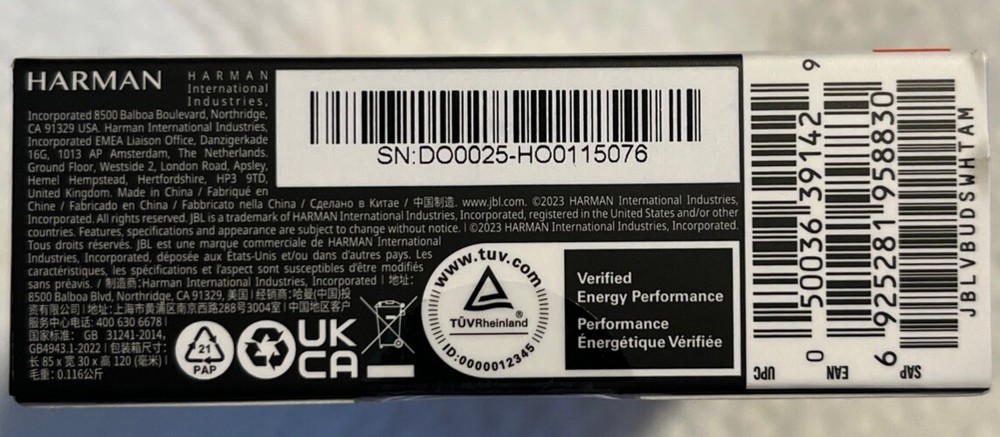 HARMAN
HARMAN
International
Industries,
Incorporated 8500 Balboa Boulevard, Northridge,
CA 91329 USA. Harman International Industries,
Incorporated EMEA Liaison Office, Danzigerkade
16G, 1013 AP Amsterdam, The Netherlands.
Ground Floor, Westside 2, London Road, Apsley,
Hemel Hempstead, Hertfordshire, HP3 9TD,
United Kingdom. Made in China / Fabriqué en
Chine / Fabricado en China / Fabbricato nella China / Сделано в Китае / 中国制造. www.jbl.com. ©2023 HARMAN International Industries,
Incorporated. All rights reserved. JBL is a trademark of HARMAN International Industries, Incorporated, registered in the United States and/or other
countries. Features, specifications and appearance are subject to change without notice. I ©2023 HARMAN International Industries, Incorporated.
Tous droits réservés. JBL est une marque commerciale de HARMAN International
Industries, Incorporated, déposée aux États-Unis et/ou dans d'autres pays. Les
caractéristiques, les spécifications et l'aspect sont susceptibles d'être modifiés
sans préavis. / 制造商:Harman International Industries, Incorporated | 地址:
8500 Balboa Blvd, Northridge, CA 91329, 美国 | 经销商:哈曼(中国)投
资有限公司 | 地址:上海市黄浦区南京西路288号3004室 | 中国地区客户
服务中心电话: 400 630 6678 |
国家标准: GB 31241-2014,
GB4943.1-2022 | 包装箱尺寸:
长 85 x 宽 30 x 高 120 (毫米) |
毛重: 0.116公斤
21
PAP
UK
CA
SN:DO0025-HO0115076
www.tuv.com
TÜVRheinland®
ID:0000012345
Verified
Energy Performance
Performance
Énergétique Vérifiée
UPC
0 50036 39142 9
EAN
6 925281 958830
SAP
JBLVBUDSWHTAM